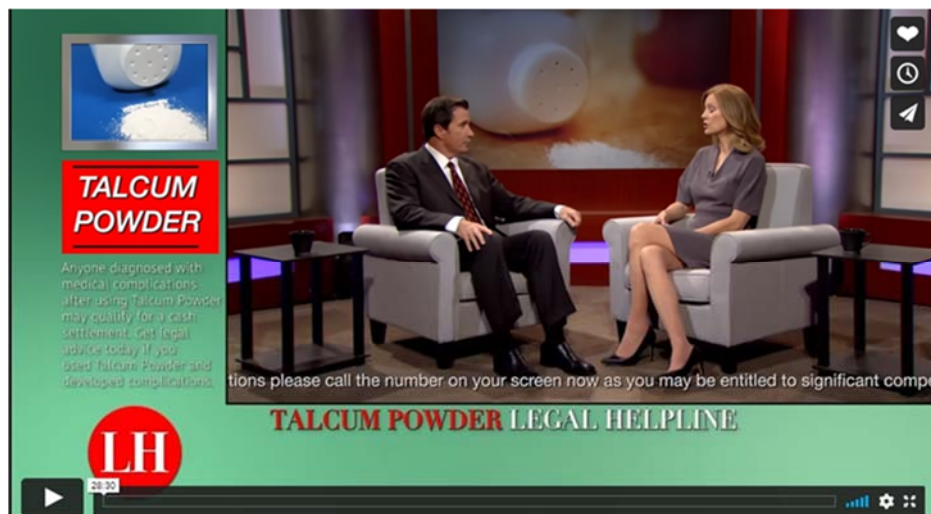 TALCUM
POWDER
Anyone diagnosed with
medical complications
after using Talcum Powder
may qualify for a cash
settlement. Get legal
advice today if you
used Talcum Powder and
developed complications.
tions please call the number on your screen now as you may be entitled to significant compe
TALCUM POWDER LEGAL HELPLINE
LH
28:30